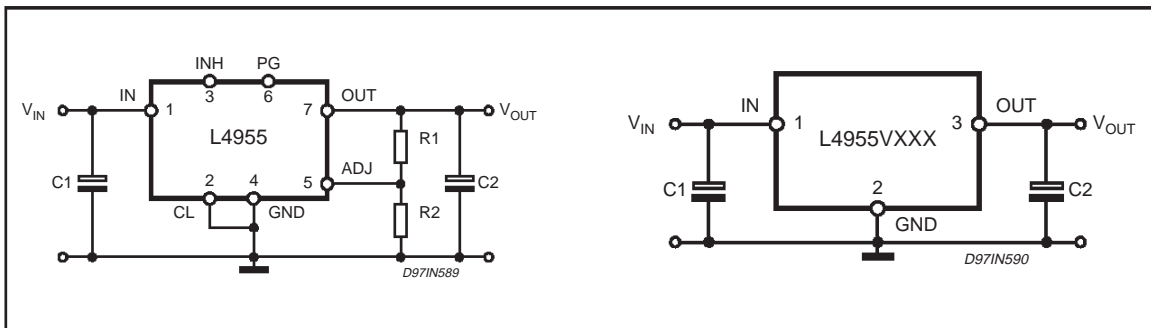 INH PG
IN 3 6 OUT
V_IN 1 7 V_OUT
L4955 R1
ADJ
C1 2 4 5 C2
CL GND R2
D97IN589
IN OUT
V_IN 1 3 V_OUT
L4955VXXX
C1 2 C2
GND
D97IN590